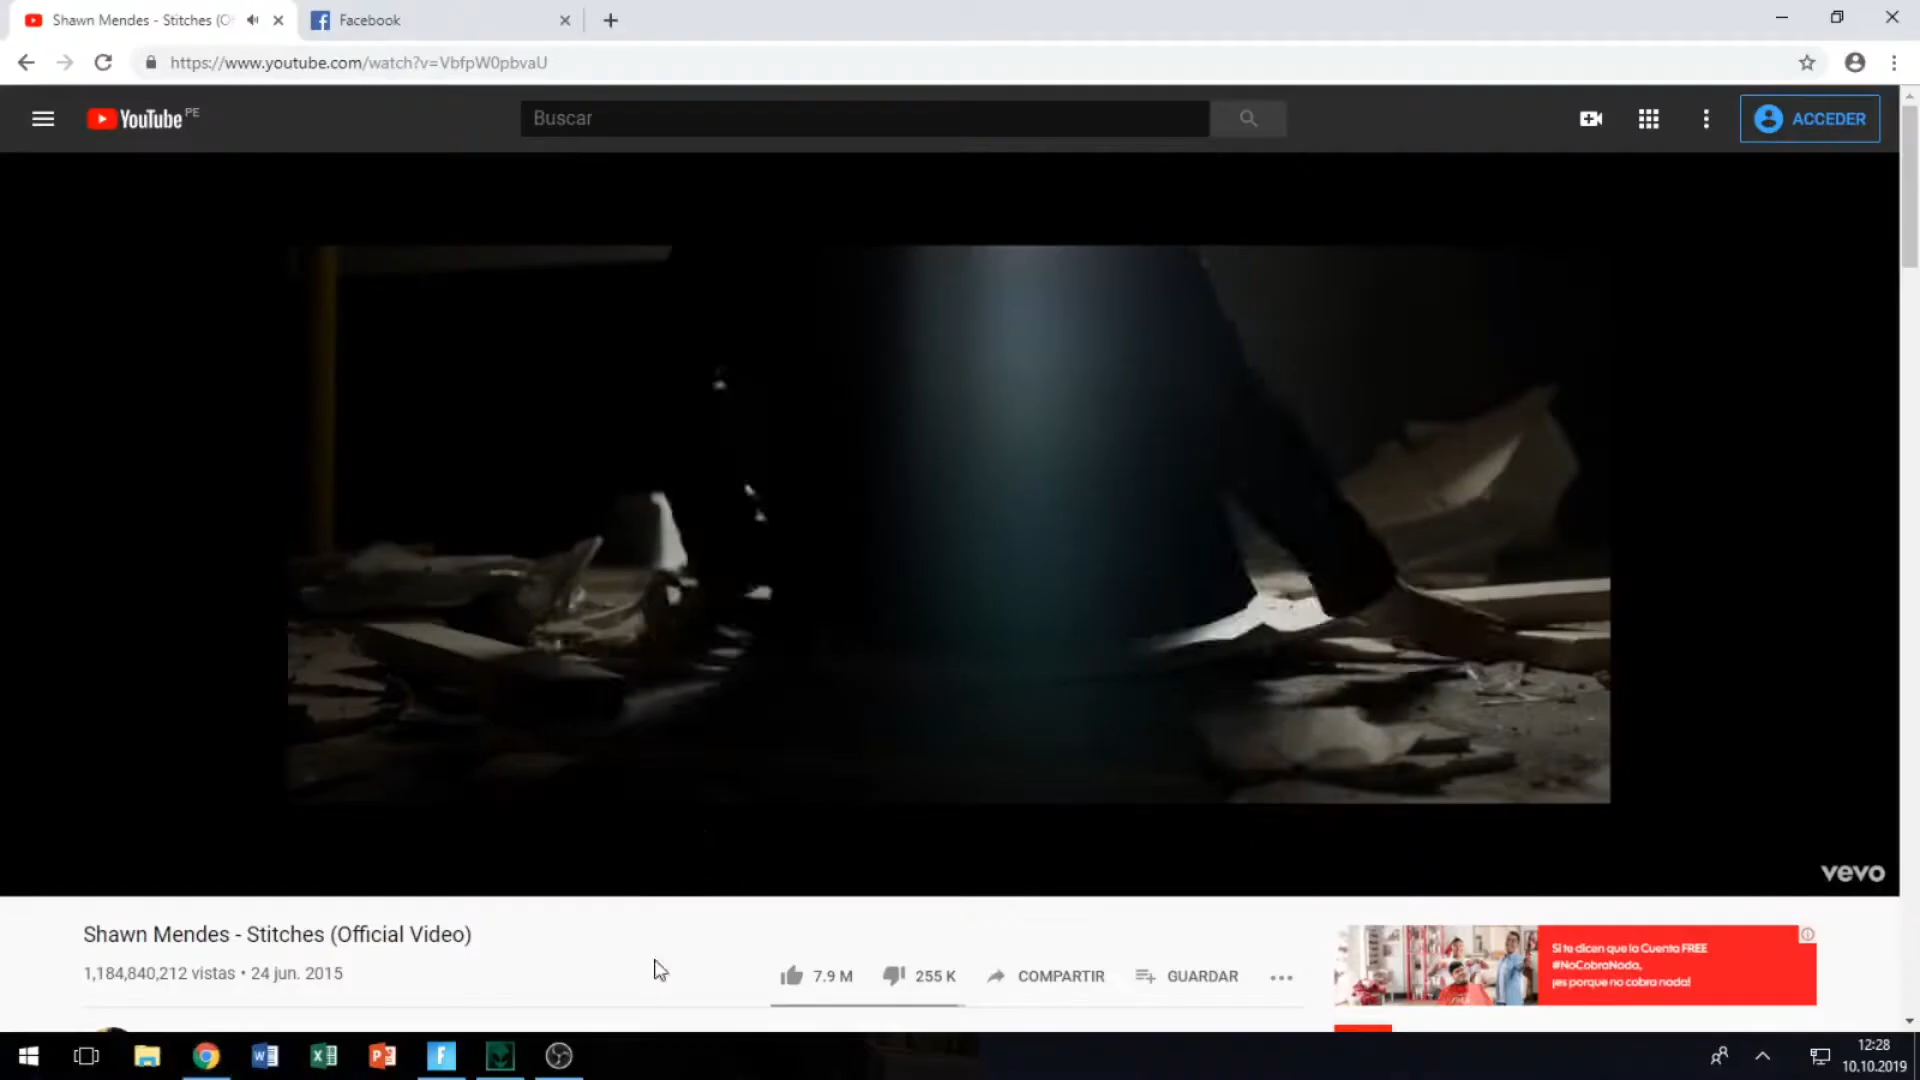 Shawn Mendes - Stitches (O
Facebook
https://www.youtube.com/watch?v=VbfpW0pbvaU
YouTube PE
Buscar
ACCEDER
vevo
Shawn Mendes - Stitches (Official Video)
1,184,840,212 vistas • 24 jun. 2015
7.9 M
255 K
COMPARTIR
GUARDAR
Si te dicen que la Cuenta FREE
#NoCobraNada,
¡es porque no cobra nada!
12:28
10.10.2019